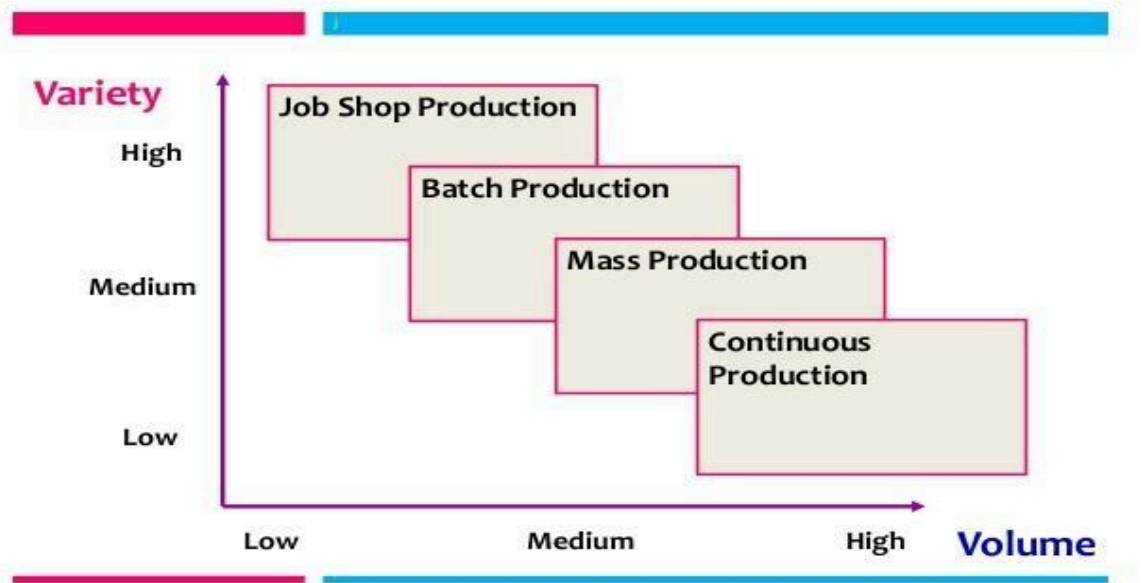 Variety
Job Shop Production
High
Batch Production
Mass Production
Medium
Continuous
Production
Low
Low Medium High Volume